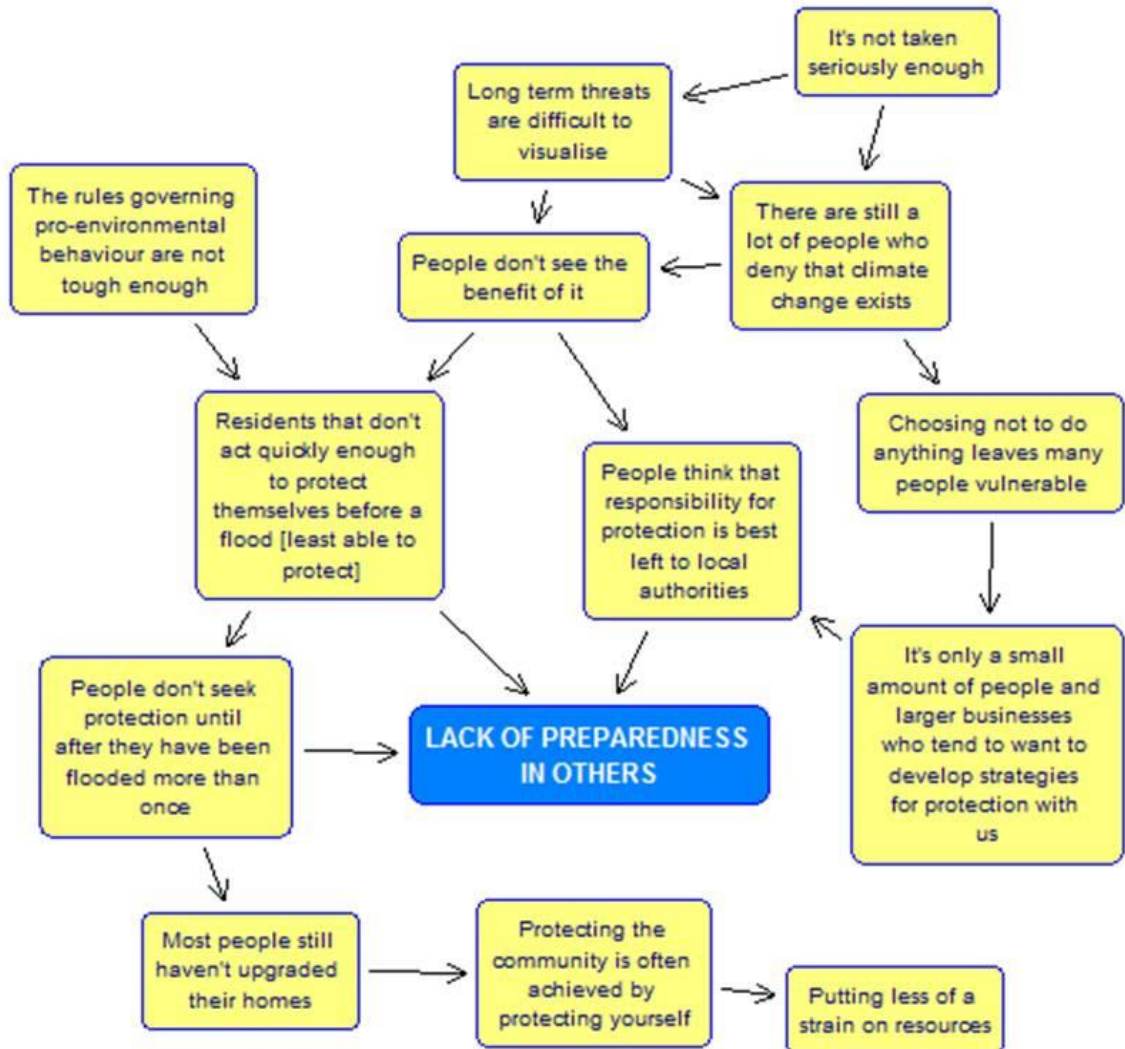 It's not taken
seriously enough
Long term threats
are difficult to
visualise
The rules governing
pro-environmental
behaviour are not
tough enough
There are still a
lot of people who
deny that climate
change exists
People don't see the
benefit of it
Residents that don't
act quickly enough
to protect
themselves before a
flood [least able to
protect]
People think that
responsibility for
protection is best
left to local
authorities
Choosing not to do
anything leaves many
people vulnerable
People don't seek
protection until
after they have been
flooded more than
once
LACK OF PREPAREDNESS
IN OTHERS
It's only a small
amount of people and
larger businesses
who tend to want to
develop strategies
for protection with
us
Most people still
haven't upgraded
their homes
Protecting the
community is often
achieved by
protecting yourself
Putting less of a
strain on resources